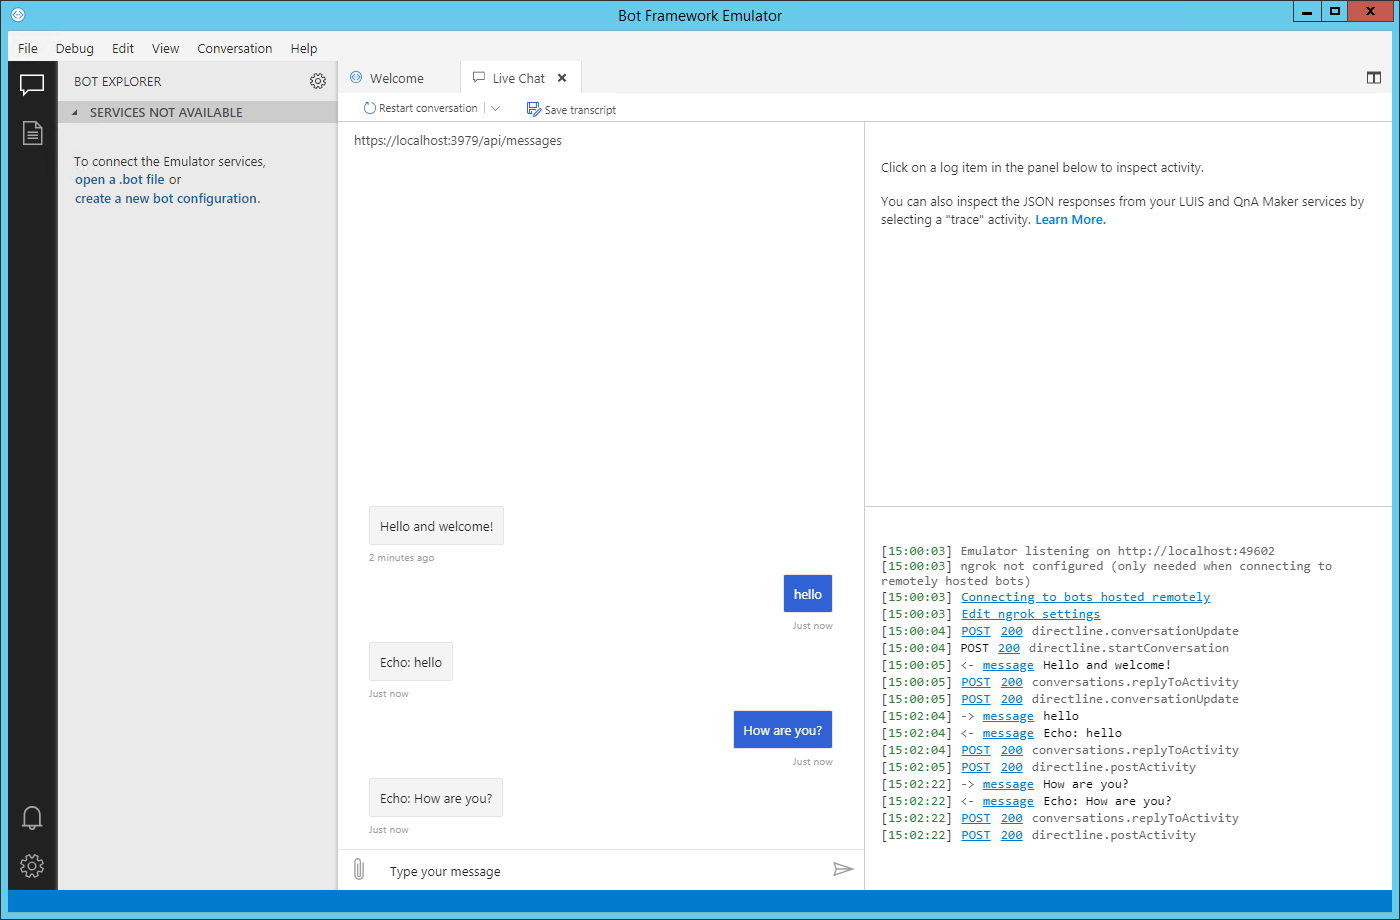 Bot Framework Emulator
File Debug Edit View Conversation Help
BOT EXPLORER
SERVICES NOT AVAILABLE
To connect the Emulator services,
open a .bot file or
create a new bot configuration.
Welcome
Live Chat
Restart conversation
Save transcript
https://localhost:3979/api/messages
Hello and welcome!
2 minutes ago
hello
Just now
Echo: hello
Just now
How are you?
Just now
Echo: How are you?
Just now
Type your message
Click on a log item in the panel below to inspect activity.
You can also inspect the JSON responses from your LUIS and QnA Maker services by
selecting a "trace" activity. Learn More.
[15:00:03] Emulator listening on http://localhost:49602
[15:00:03] ngrok not configured (only needed when connecting to
remotely hosted bots)
[15:00:03] Connecting to bots hosted remotely
[15:00:03] Edit ngrok settings
[15:00:04] POST 200 directline.conversationUpdate
[15:00:04] POST 200 directline.startConversation
[15:00:05] <- message Hello and welcome!
[15:00:05] POST 200 conversations.replyToActivity
[15:00:05] POST 200 directline.conversationUpdate
[15:02:04] -> message hello
[15:02:04] <- message Echo: hello
[15:02:04] POST 200 conversations.replyToActivity
[15:02:05] POST 200 directline.postActivity
[15:02:22] -> message How are you?
[15:02:22] <- message Echo: How are you?
[15:02:22] POST 200 conversations.replyToActivity
[15:02:22] POST 200 directline.postActivity